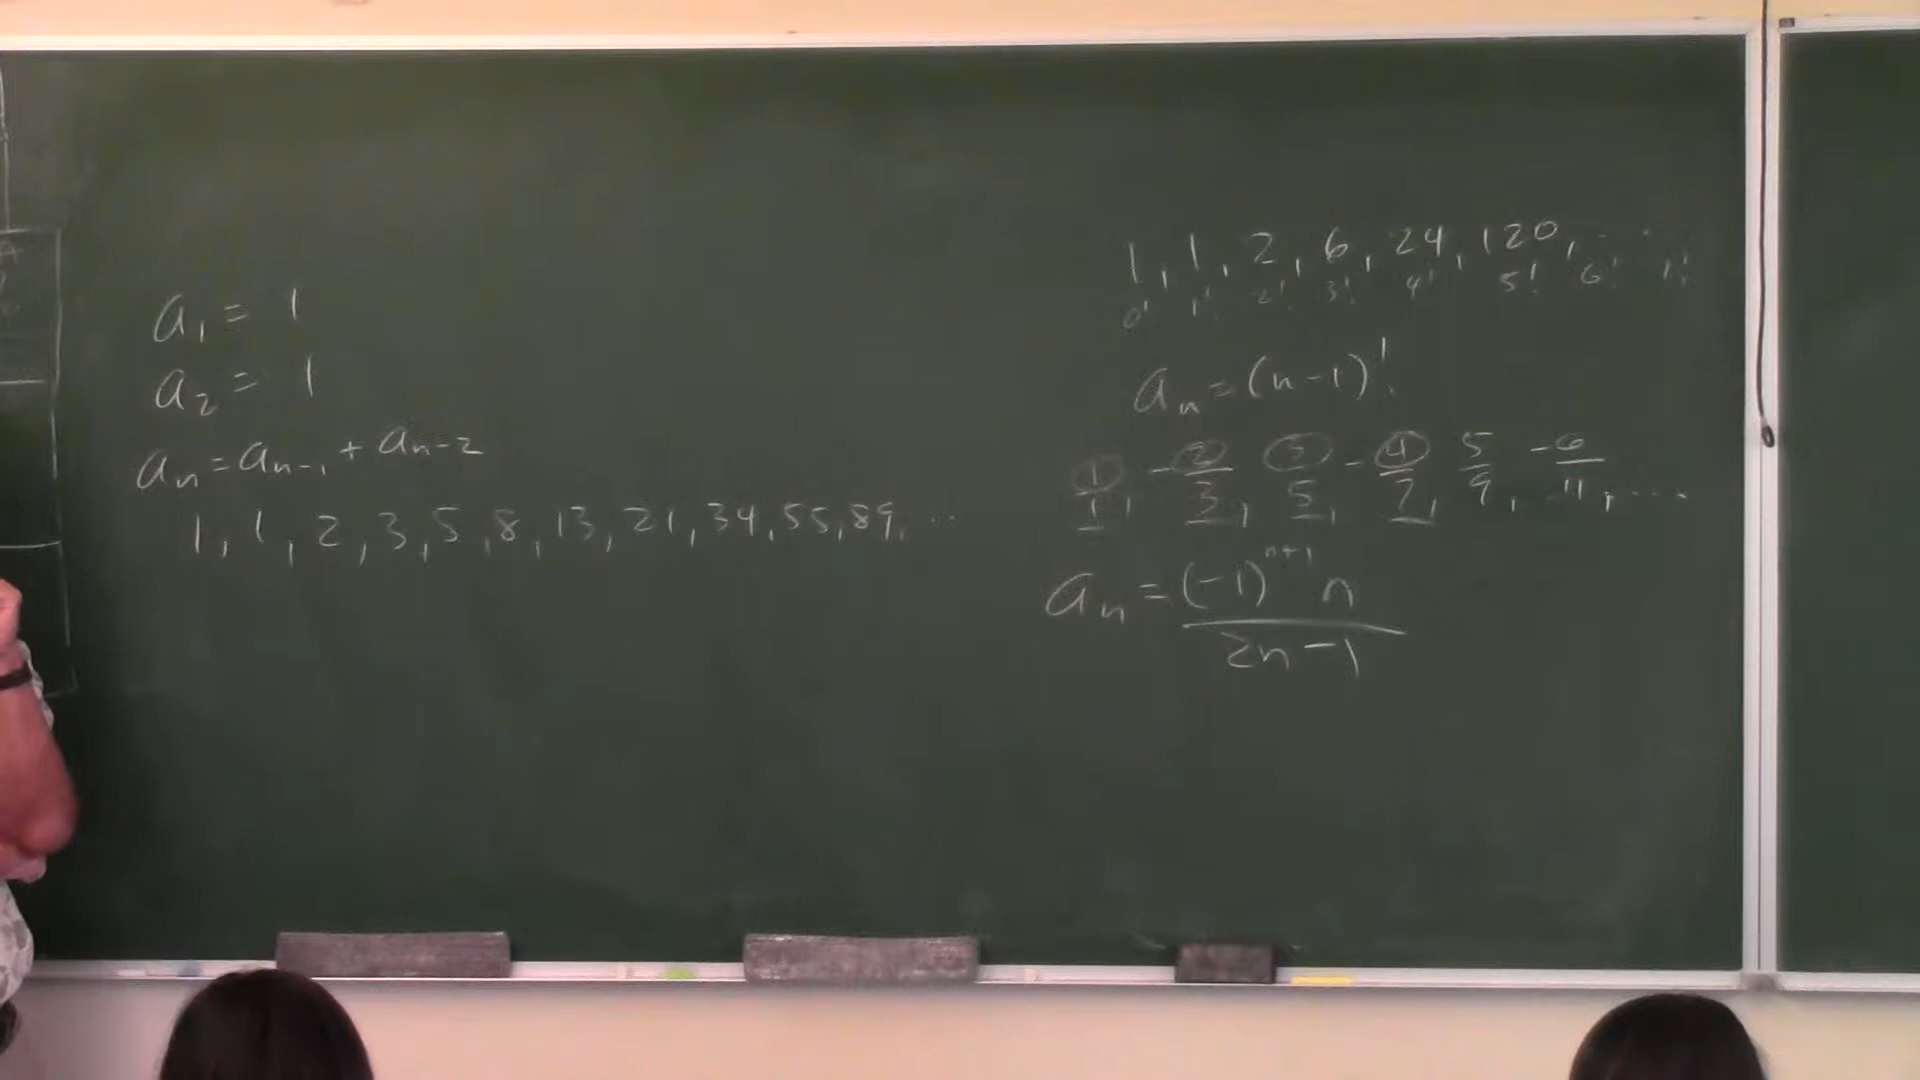 a₁ = 1
a₂ = 1
aₙ = aₙ₋₁ + aₙ₋₂
1, 1, 2, 3, 5, 8, 13, 21, 34, 55, 89, ...
1, 1, 2, 6, 24, 120, ...
0! 1! 2! 3! 4! 5! 6!
aₙ = (n-1)!
1/1, -2/3, 3/5, -4/7, 5/9, -6/11, ...
aₙ = (-1)ⁿ⁺¹ n
2n-1